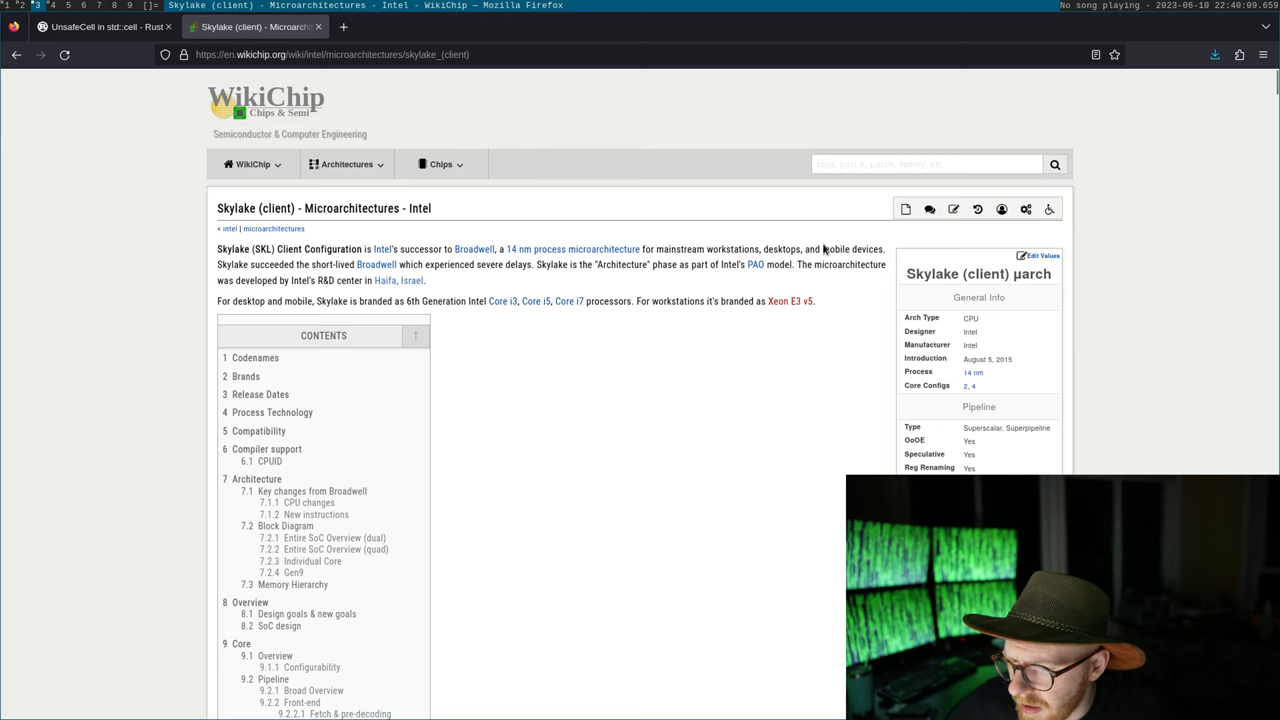 1 2 3 4 5 6 7 8 9 []= Skylake (client) - Microarchitectures - Intel - WikiChip — Mozilla Firefox No song playing - 2023-06-10 22:40:09.659
UnsafeCell in std::cell - Rust Skylake (client) - Microarchit
https://en.wikichip.org/wiki/intel/microarchitectures/skylake_(client)
WikiChip
Chips & Semi
Semiconductor & Computer Engineering
WikiChip Architectures Chips chip, part #, µarch, family, etc
Skylake (client) - Microarchitectures - Intel
< intel | microarchitectures
Skylake (SKL) Client Configuration is Intel's successor to Broadwell, a 14 nm process microarchitecture for mainstream workstations, desktops, and mobile devices.
Skylake succeeded the short-lived Broadwell which experienced severe delays. Skylake is the "Architecture" phase as part of Intel's PAO model. The microarchitecture
was developed by Intel's R&D center in Haifa, Israel.
For desktop and mobile, Skylake is branded as 6th Generation Intel Core i3, Core i5, Core i7 processors. For workstations it's branded as Xeon E3 v5.
CONTENTS ↑
1 Codenames
2 Brands
3 Release Dates
4 Process Technology
5 Compatibility
6 Compiler support
6.1 CPUID
7 Architecture
7.1 Key changes from Broadwell
7.1.1 CPU changes
7.1.2 New instructions
7.2 Block Diagram
7.2.1 Entire SoC Overview (dual)
7.2.2 Entire SoC Overview (quad)
7.2.3 Individual Core
7.2.4 Gen9
7.3 Memory Hierarchy
8 Overview
8.1 Design goals & new goals
8.2 SoC design
9 Core
9.1 Overview
9.1.1 Configurability
9.2 Pipeline
9.2.1 Broad Overview
9.2.2 Front-end
9.2.2.1 Fetch & pre-decoding
Edit Values
Skylake (client) µarch
General Info
Arch Type CPU
Designer Intel
Manufacturer Intel
Introduction August 5, 2015
Process 14 nm
Core Configs 2, 4
Pipeline
Type Superscalar, Superpipeline
OoOE Yes
Speculative Yes
Reg Renaming Yes